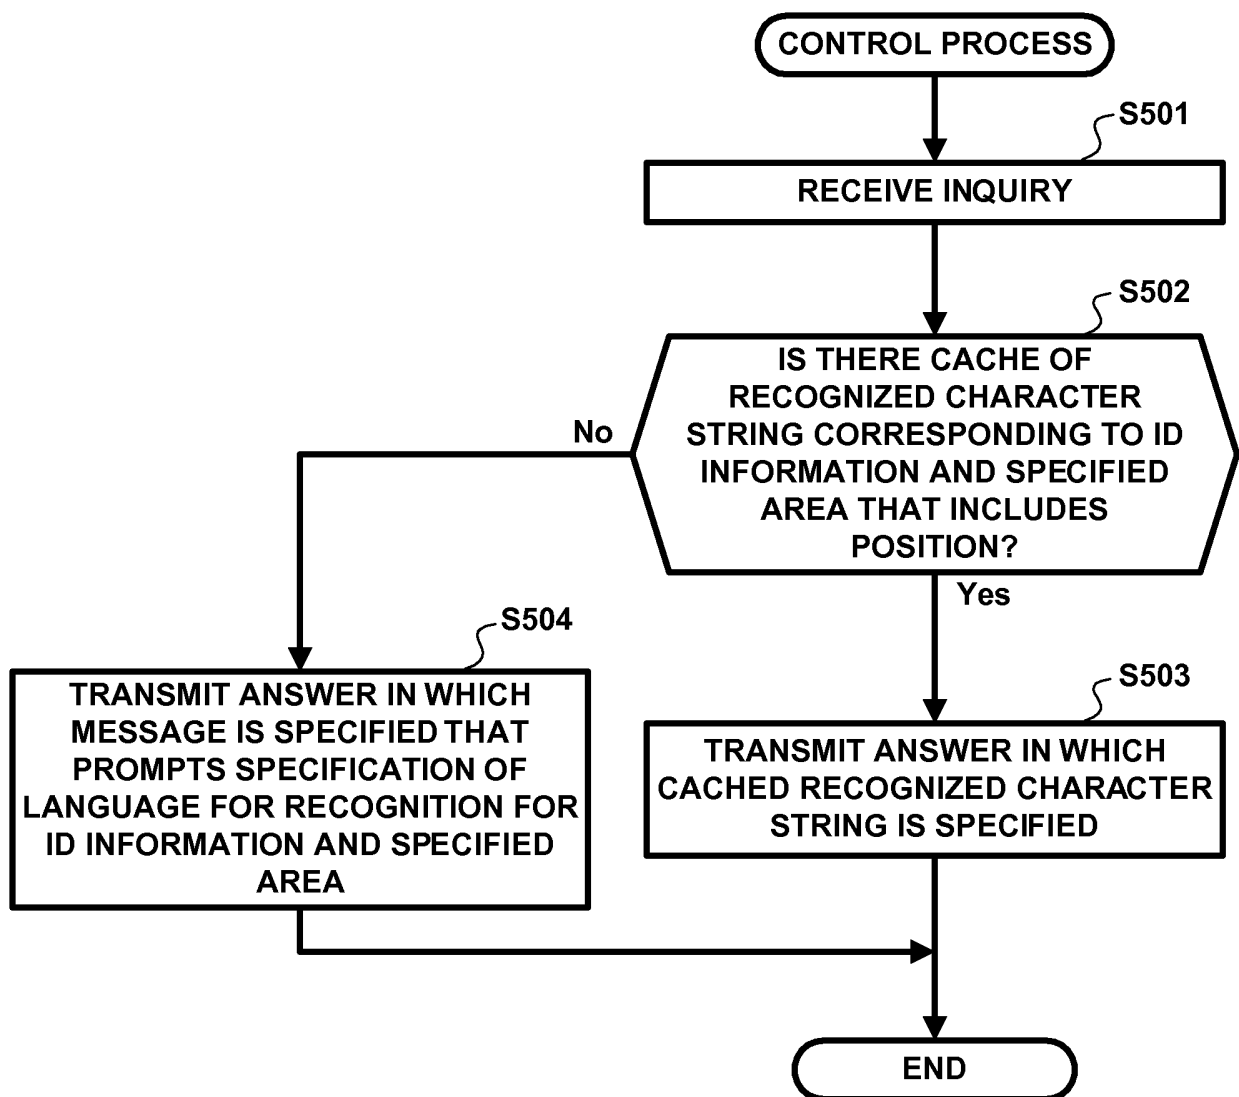 CONTROL PROCESS
S501
RECEIVE INQUIRY
S502
IS THERE CACHE OF
RECOGNIZED CHARACTER
STRING CORRESPONDING TO ID
INFORMATION AND SPECIFIED
AREA THAT INCLUDES
POSITION?
No
Yes
S504
TRANSMIT ANSWER IN WHICH
MESSAGE IS SPECIFIED THAT
PROMPTS SPECIFICATION OF
LANGUAGE FOR RECOGNITION FOR
ID INFORMATION AND SPECIFIED
AREA
S503
TRANSMIT ANSWER IN WHICH
CACHED RECOGNIZED CHARACTER
STRING IS SPECIFIED
END